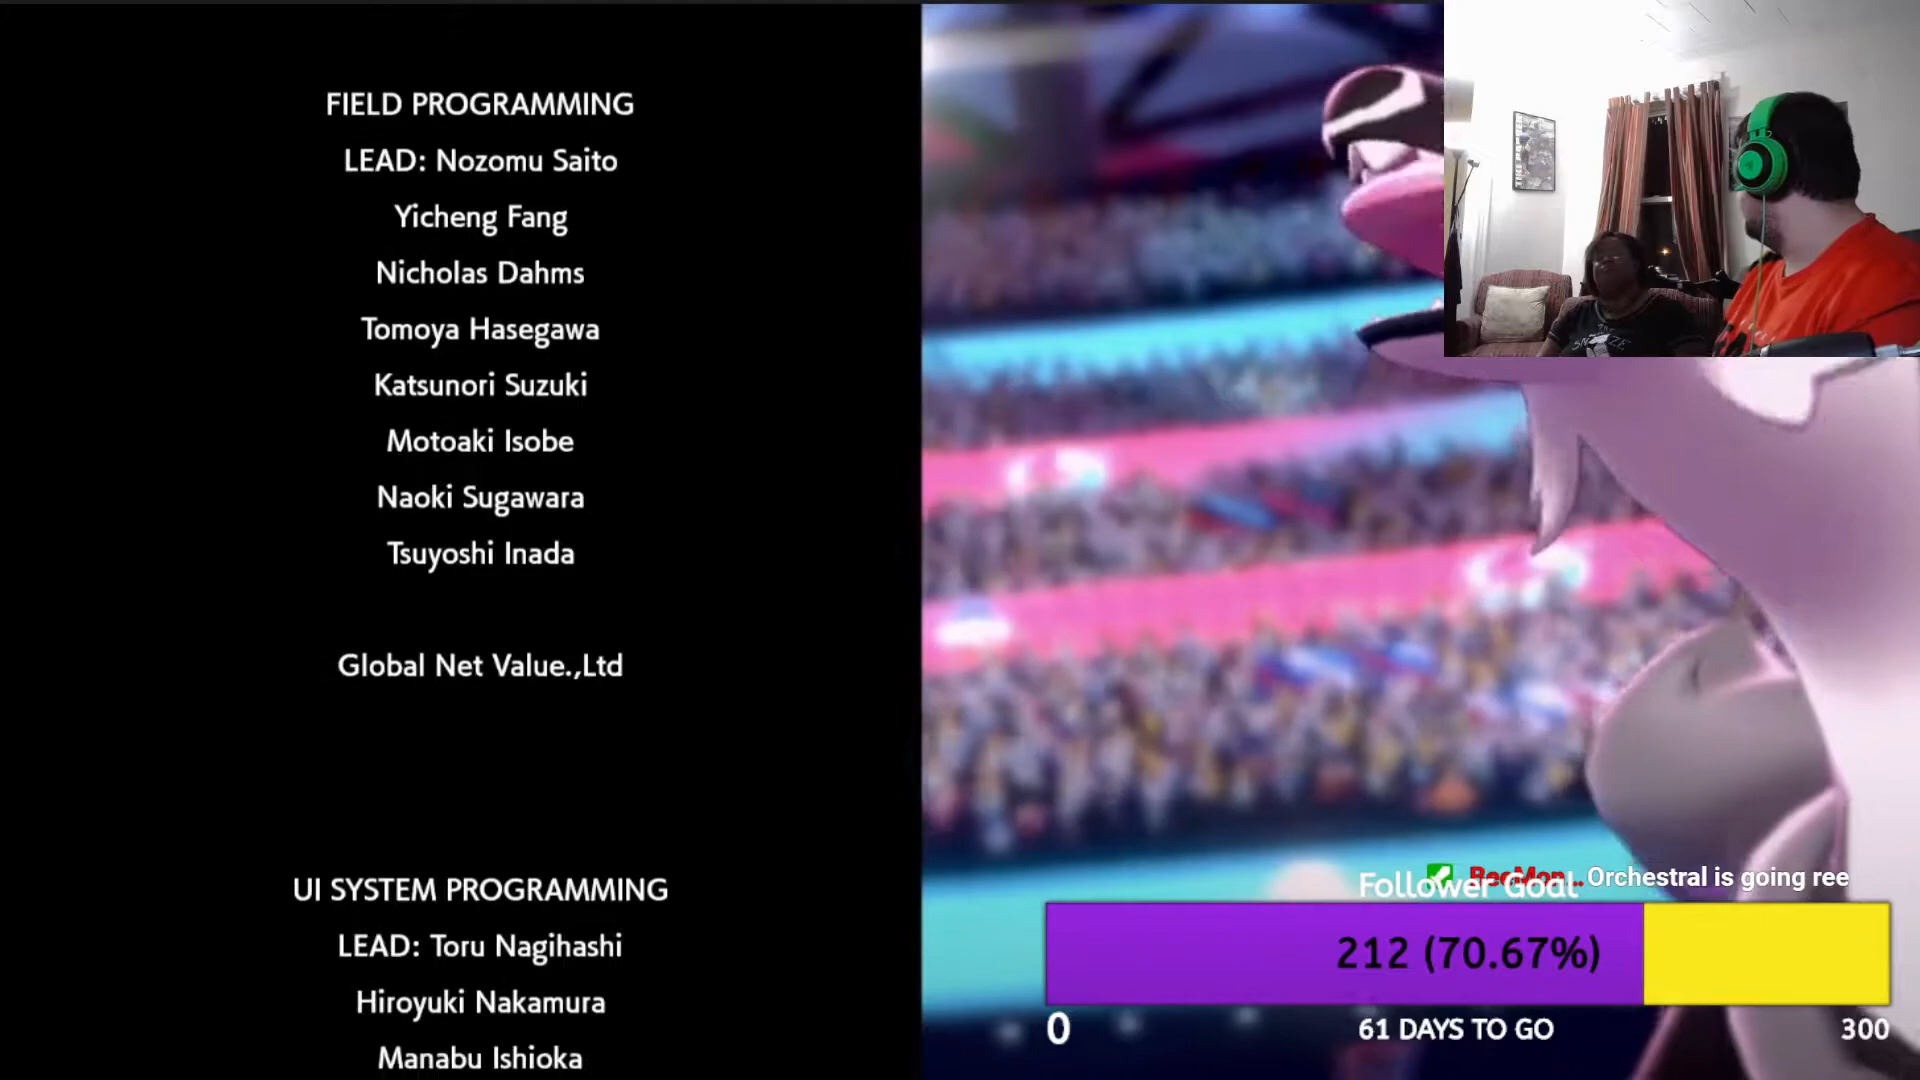 FIELD PROGRAMMING
LEAD: Nozomu Saito
Yicheng Fang
Nicholas Dahms
Tomoya Hasegawa
Katsunori Suzuki
Motoaki Isobe
Naoki Sugawara
Tsuyoshi Inada
Global Net Value.,Ltd
UI SYSTEM PROGRAMMING
LEAD: Toru Nagihashi
Hiroyuki Nakamura
Manabu Ishioka
Orchestral is going ree
Follower Goal
212 (70.67%)
0
61 DAYS TO GO
300